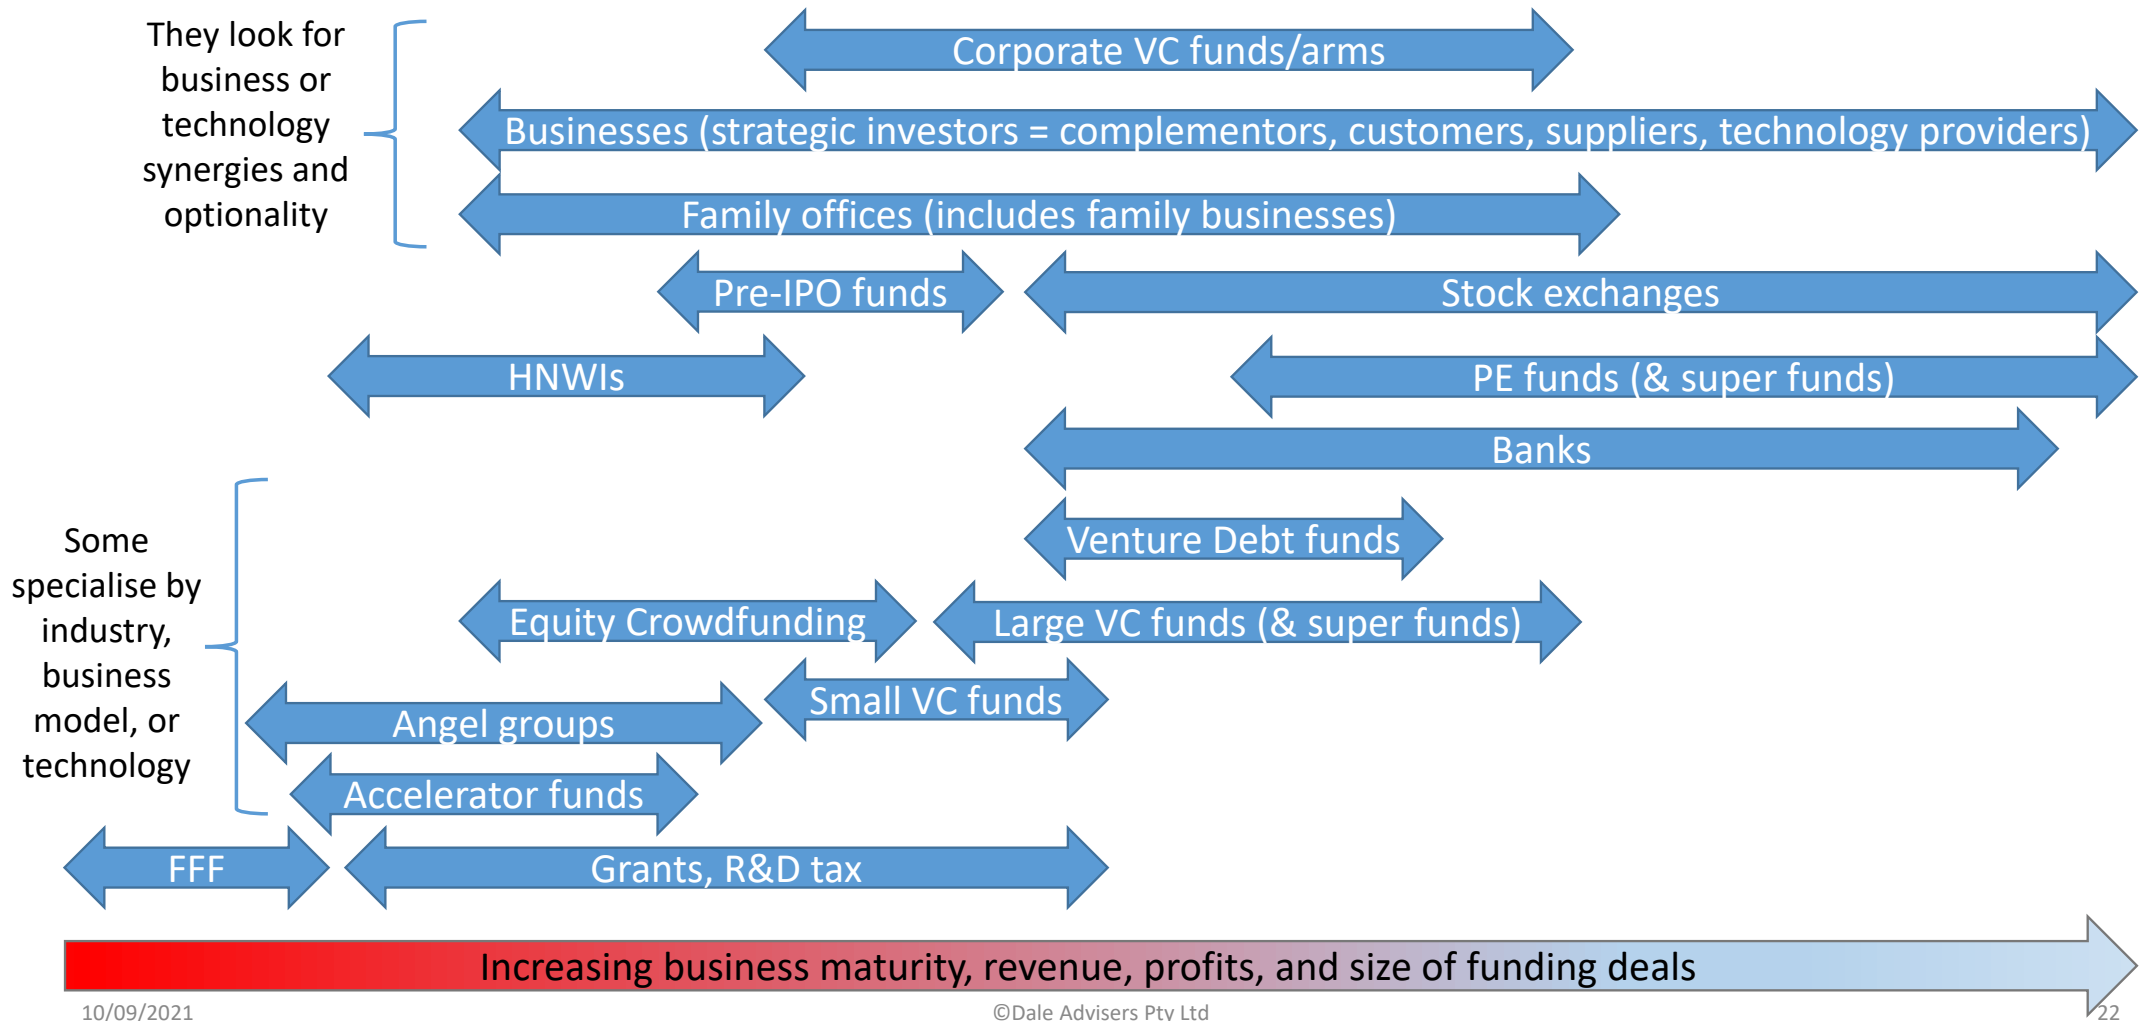 They look for
business or
technology
synergies and
optionality
Corporate VC funds/arms
Businesses (strategic investors = complementors, customers, suppliers, technology providers)
Family offices (includes family businesses)
Pre-IPO funds
Stock exchanges
HNWIs
PE funds (& super funds)
Banks
Some
specialise by
industry,
business
model, or
technology
Venture Debt funds
Equity Crowdfunding
Large VC funds (& super funds)
Small VC funds
Angel groups
Accelerator funds
FFF
Grants, R&D tax
Increasing business maturity, revenue, profits, and size of funding deals
10/09/2021
©Dale Advisers Pty Ltd
22